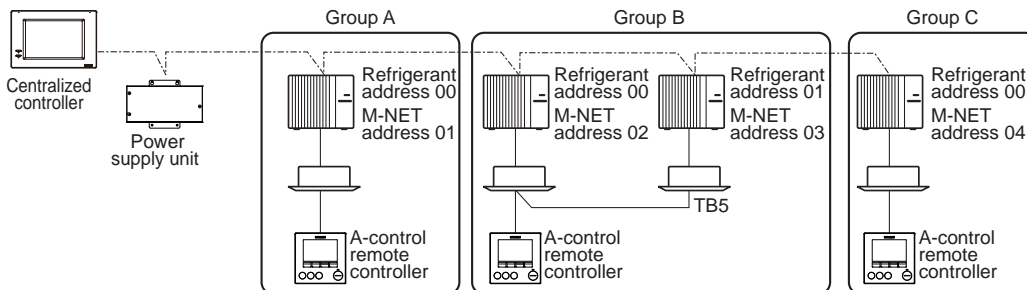 Group A
Group B
Group C
Centralized
controller
Power
supply unit
Refrigerant
address 00
M-NET
address 01
Refrigerant
address 00
M-NET
address 02
Refrigerant
address 01
M-NET
address 03
Refrigerant
address 00
M-NET
address 04
TB5
A-control
remote
controller
A-control
remote
controller
A-control
remote
controller